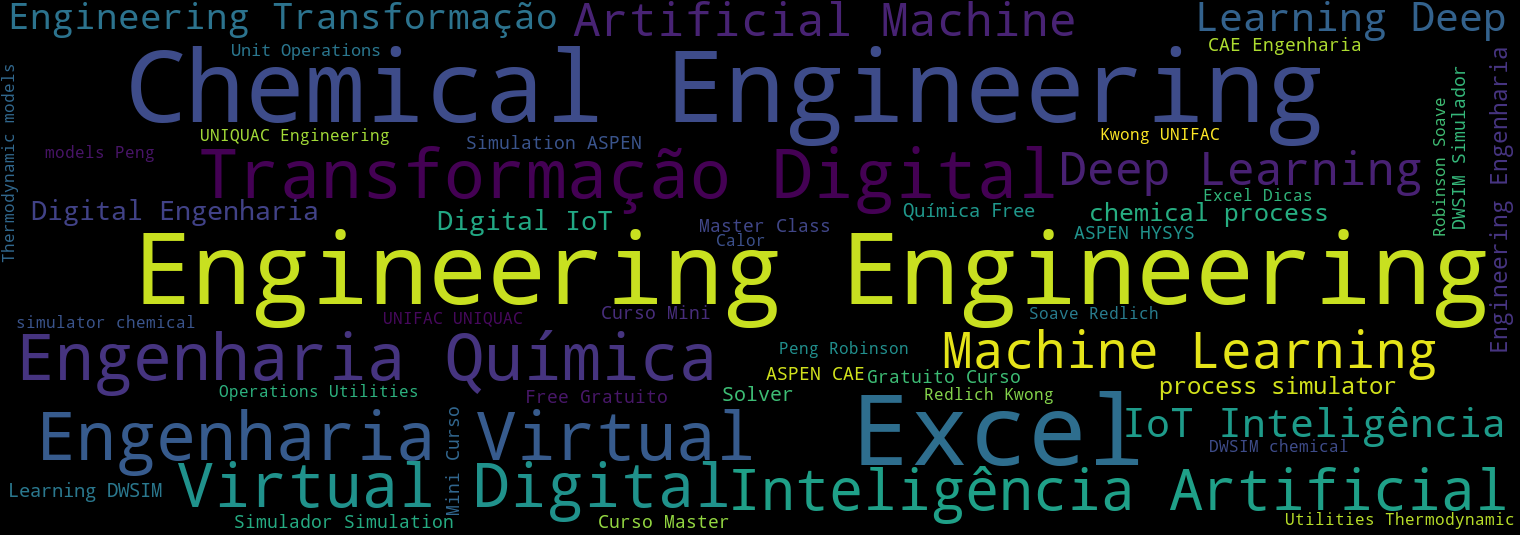 Engineering Transformação
Artificial Machine
Learning Deep
Unit Operations
CAE Engenharia
Chemical Engineering
Thermodynamic models
Engineering Engenharia
DWSIM Simulador
Robinson Soave
UNIQUAC Engineering
Simulation ASPEN
Kwong UNIFAC
models Peng
Transformação Digital
Deep Learning
Excel Dicas
Digital Engenharia
Digital IoT
Master Class
Química Free
chemical process
Calor
ASPEN HYSYS
Engineering Engineering
simulator chemical
UNIFAC UNIQUAC
Curso Mini
Soave Redlich
Engenharia Química
Peng Robinson
Machine Learning
ASPEN CAE
Gratuito Curso
process simulator
Operations Utilities
Free Gratuito
Solver
Redlich Kwong
Excel
Engenharia Virtual
Mini Curso
IoT Inteligência
DWSIM chemical
Learning DWSIM
Virtual Digital
Inteligência Artificial
Simulador Simulation
Curso Master
Utilities Thermodynamic